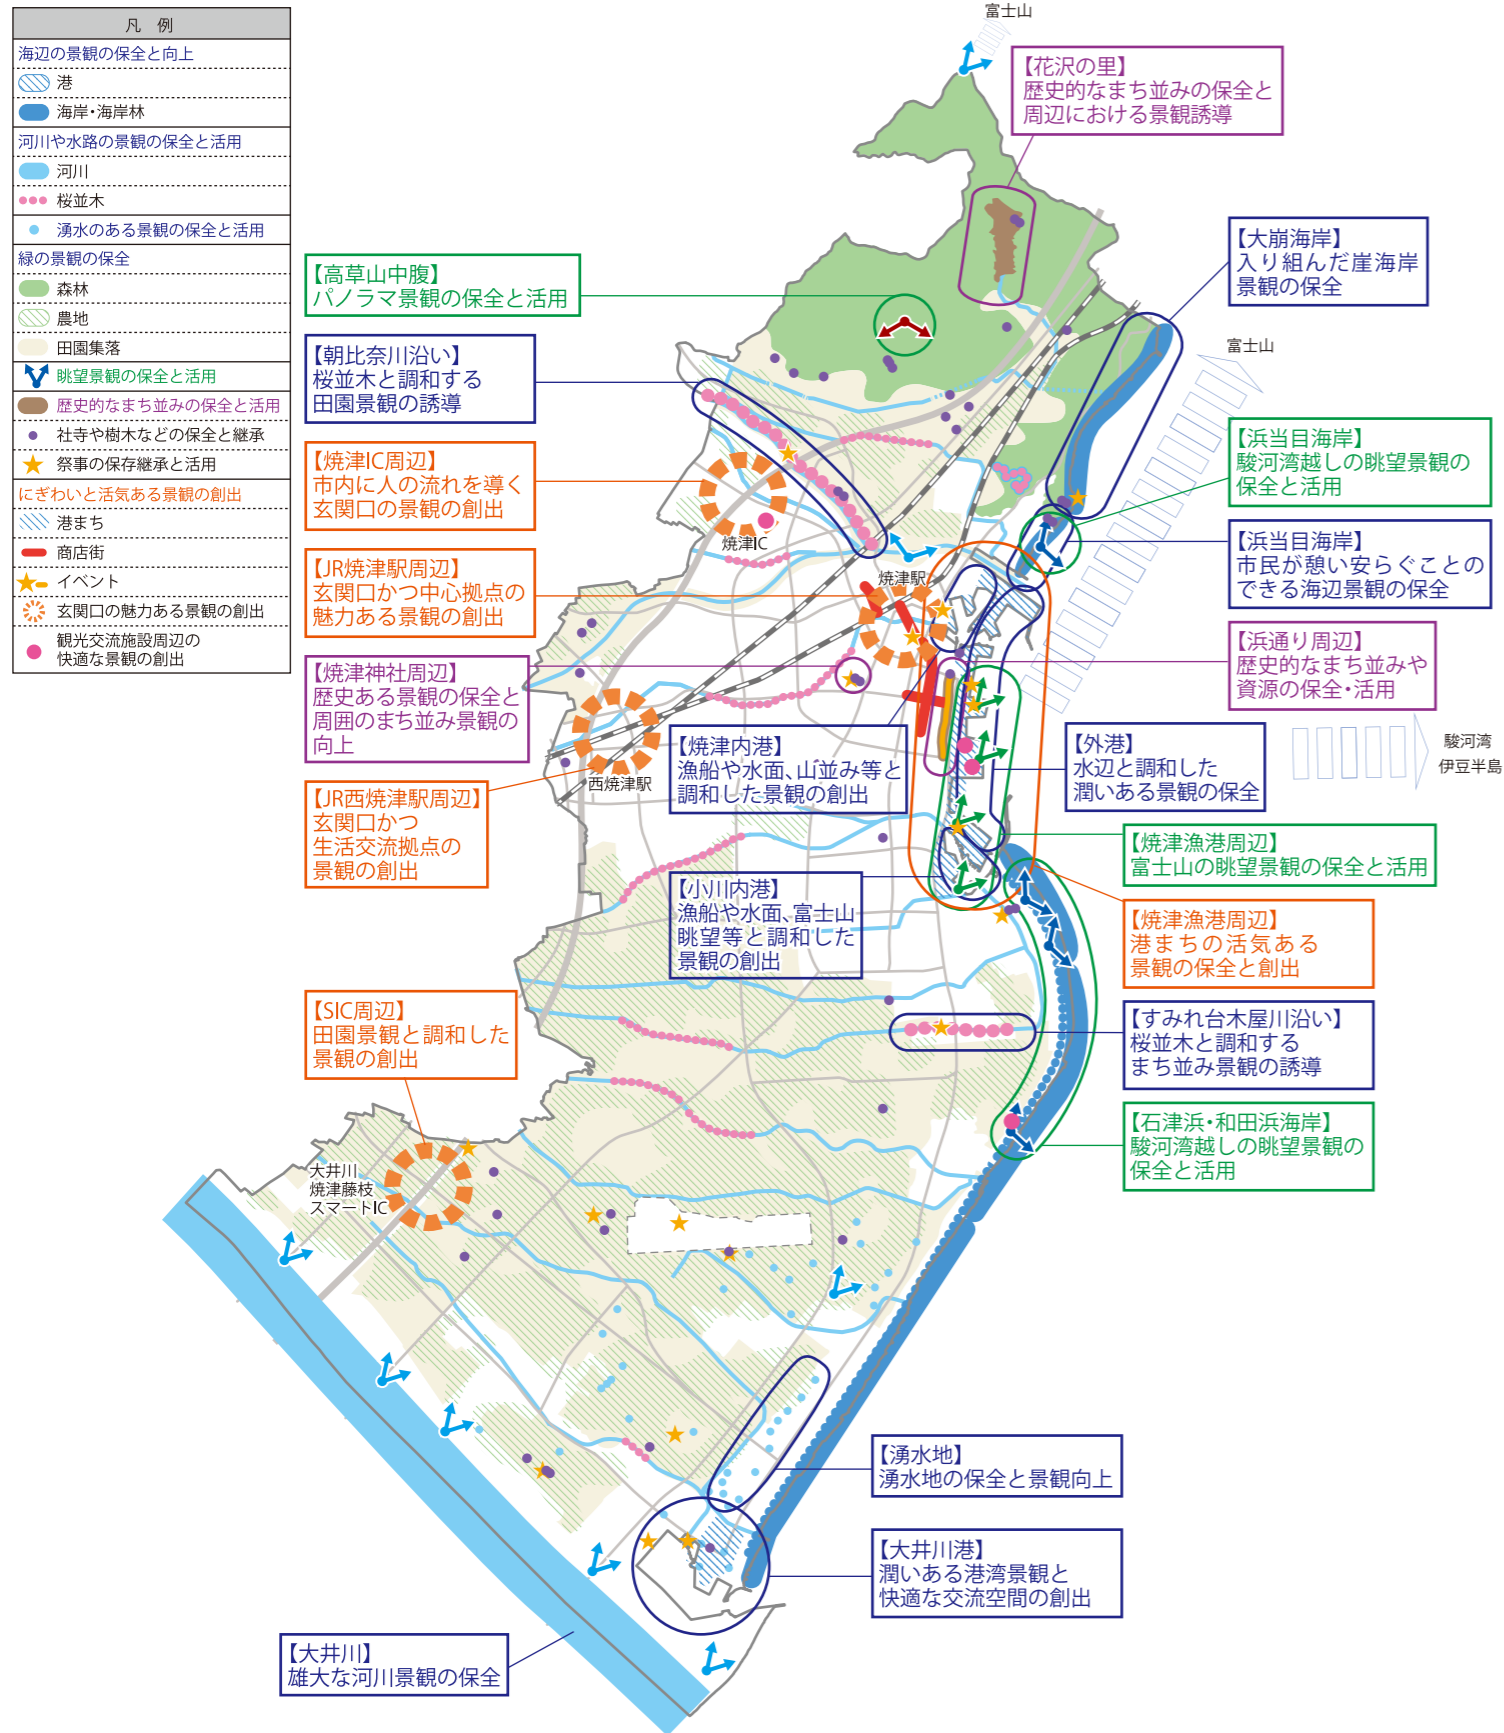 凡 例
海辺の景観の保全と向上
港
海岸・海岸林
河川や水路の景観の保全と活用
河川
桜並木
湧水のある景観の保全と活用
緑の景観の保全
森林
農地
田園集落
眺望景観の保全と活用
歴史的なまち並みの保全と活用
社寺や樹木などの保全と継承
祭事の保存継承と活用
にぎわいと活気ある景観の創出
港まち
商店街
イベント
玄関口の魅力ある景観の創出
観光交流施設周辺の
快適な景観の創出
富士山
【花沢の里】
歴史的なまち並みの保全と
周辺における景観誘導
【大崩海岸】
入り組んだ崖海岸
景観の保全
富士山
【高草山中腹】
パノラマ景観の保全と活用
【朝比奈川沿い】
桜並木と調和する
田園景観の誘導
【浜当目海岸】
駿河湾越しの眺望景観の
保全と活用
【焼津IC周辺】
市内に人の流れを導く
玄関口の景観の創出
焼津IC
【浜当目海岸】
市民が憩い安らぐことの
できる海辺景観の保全
【JR焼津駅周辺】
玄関口かつ中心拠点の
魅力ある景観の創出
焼津駅
【浜通り周辺】
歴史的なまち並みや
資源の保全・活用
【焼津神社周辺】
歴史ある景観の保全と
周囲のまち並み景観の
向上
【焼津内港】
漁船や水面、山並み等と
調和した景観の創出
【外港】
水辺と調和した
潤いある景観の保全
駿河湾
伊豆半島
西焼津駅
【JR西焼津駅周辺】
玄関口かつ
生活交流拠点の
景観の創出
【焼津漁港周辺】
富士山の眺望景観の保全と活用
【小川内港】
漁船や水面、富士山
眺望等と調和した
景観の創出
【焼津漁港周辺】
港まちの活気ある
景観の保全と創出
【SIC周辺】
田園景観と調和した
景観の創出
【すみれ台木屋川沿い】
桜並木と調和する
まち並み景観の誘導
【石津浜・和田浜海岸】
駿河湾越しの眺望景観の
保全と活用
大井川
焼津藤枝
スマートIC
【湧水地】
湧水地の保全と景観向上
【大井川港】
潤いある港湾景観と
快適な交流空間の創出
【大井川】
雄大な河川景観の保全